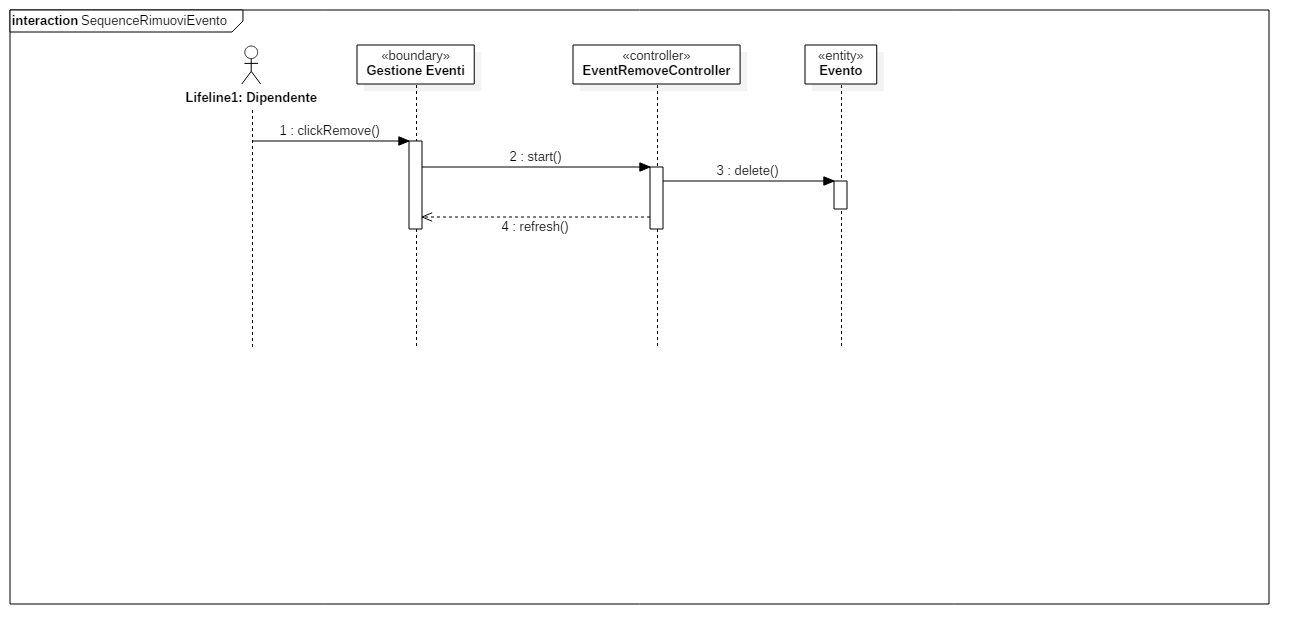 interaction SequenceRimuoviEvento
«boundary»
Gestione Eventi
«controller»
EventRemoveController
«entity»
Evento
Lifeline1: Dipendente
1 : clickRemove()
2 : start()
3 : delete()
4 : refresh()